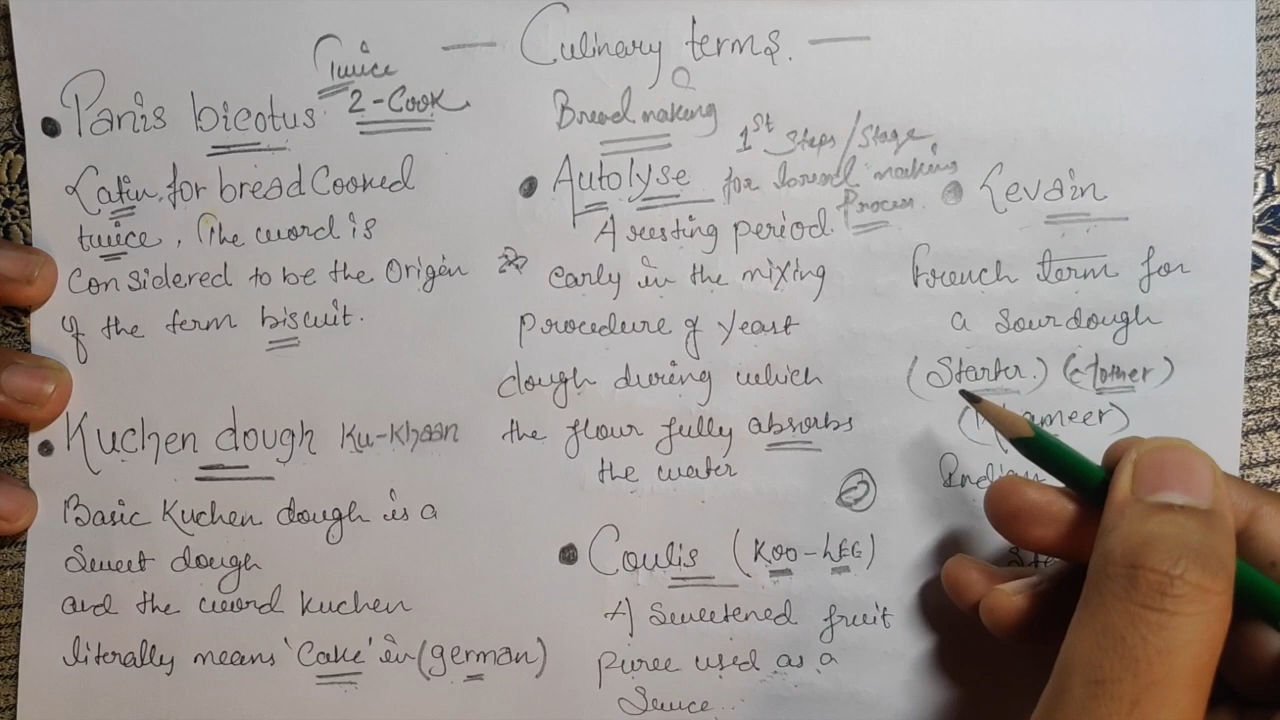 — Culinary terms. —
Twice
2-Cook
• Panis bicotus
Latin for bread Cooked
twice, The word is
Considered to be the Origin
of the term biscuit.
• Kuchen dough Ku-Khaan
Basic Kuchen dough is a
Sweet dough
and the word Kuchen
literally means 'Cake' in (german)
Bread making
1st Steps/Stage
for bread making
Process
• Autolyse
A resting period
early in the mixing
Procedure of yeast
dough during which
the flour fully absorbs
the water
• Coulis (Koo-LEE)
A Sweetened fruit
puree used as a
Sauce..
• Levain
French term for
a Sourdough
(Starter.) (Mother)